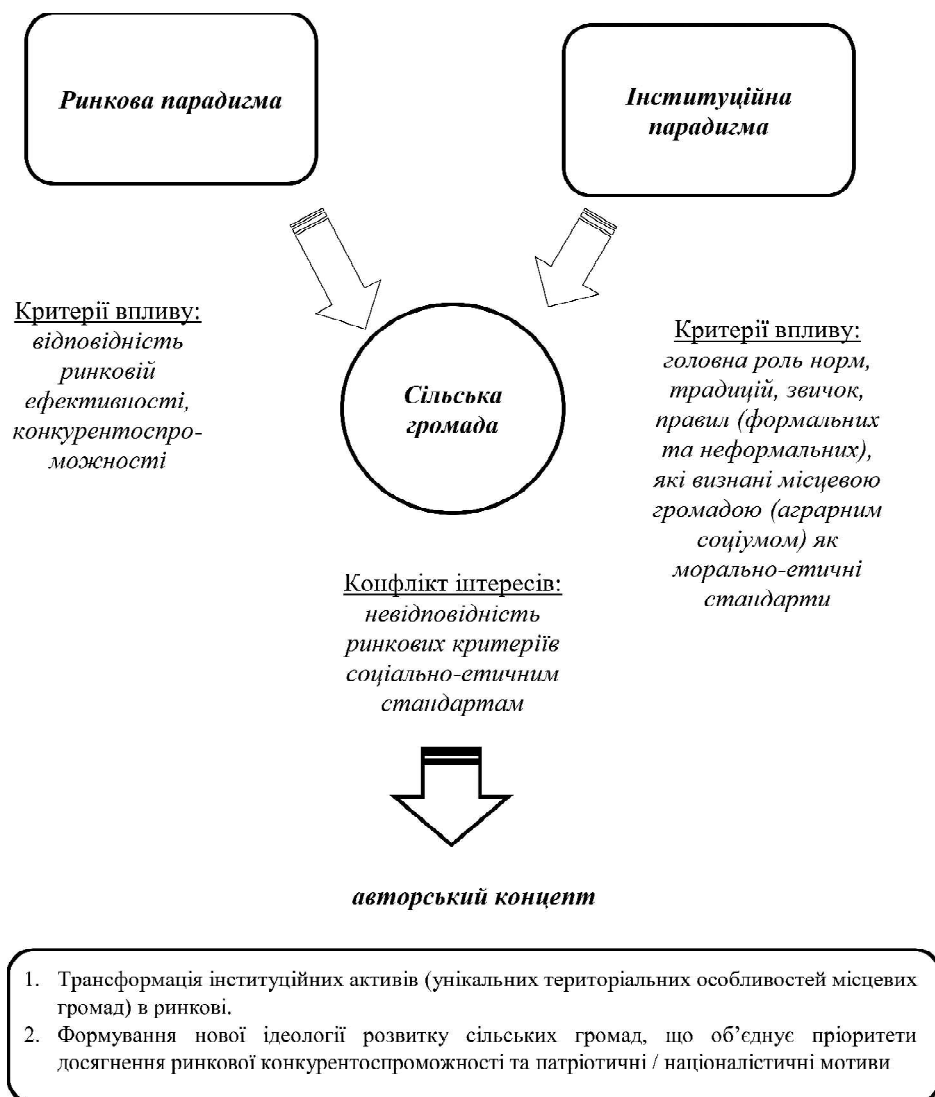 Ринкова парадигма
Інституційна
парадигма
Критерії впливу:
відповідність
ринковій
ефективності,
конкурентоспро-
можності
Сільська
громада
Критерії впливу:
головна роль норм,
традицій, звичок,
правил (формальних
та неформальних),
які визнані місцевою
громадою (аграрним
соціумом) як
морально-етичні
стандарти
Конфлікт інтересів:
невідповідність
ринкових критеріїв
соціально-етичним
стандартам
авторський концепт
1. Трансформація інституційних активів (унікальних територіальних особливостей місцевих
громад) в ринкові.
2. Формування нової ідеології розвитку сільських громад, що об’єднує пріоритети
досягнення ринкової конкурентоспроможності та патріотичні / націоналістичні мотиви